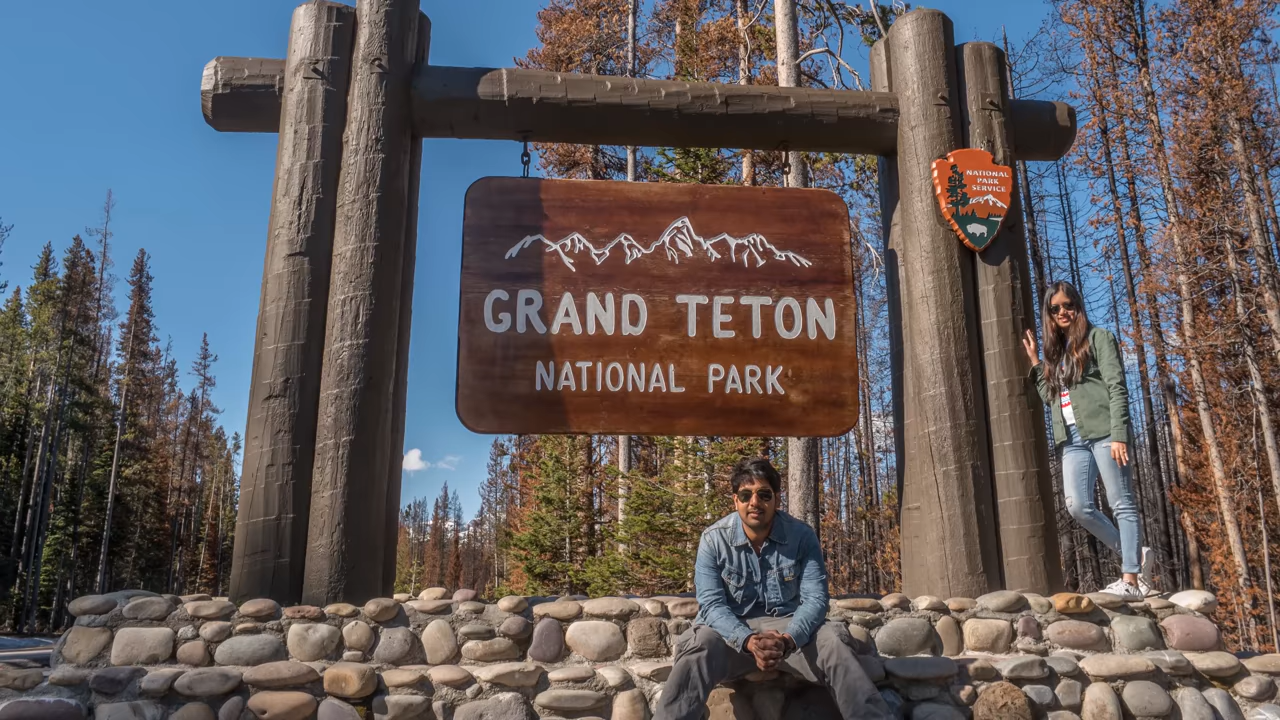 NATIONAL
PARK
SERVICE
GRAND TETON
NATIONAL PARK